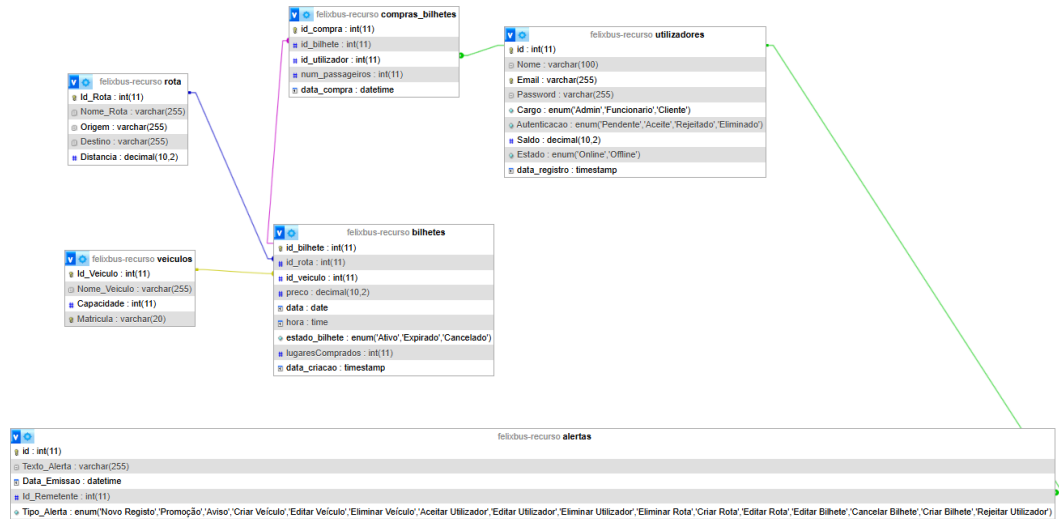 felixbus-recurso compras_bilhetes
id_compra : int(11)
id_bilhete : int(11)
id_utilizador : int(11)
num_passageiros : int(11)
data_compra : datetime
felixbus-recurso utilizadores
id : int(11)
Nome : varchar(100)
Email : varchar(255)
Password : varchar(255)
Cargo : enum('Admin','Funcionario','Cliente')
Autenticacao : enum('Pendente','Aceite','Rejeitado','Eliminado')
Saldo : decimal(10,2)
Estado : enum('Online','Offline')
data_registro : timestamp
felixbus-recurso rota
Id_Rota : int(11)
Nome_Rota : varchar(255)
Origem : varchar(255)
Destino : varchar(255)
Distancia : decimal(10,2)
felixbus-recurso bilhetes
id_bilhete : int(11)
id_rota : int(11)
id_veiculo : int(11)
preco : decimal(10,2)
data : date
hora : time
estado_bilhete : enum('Ativo','Expirado','Cancelado')
lugaresComprados : int(11)
data_criacao : timestamp
felixbus-recurso veiculos
Id_Veiculo : int(11)
Nome_Veiculo : varchar(255)
Capacidade : int(11)
Matricula : varchar(20)
felixbus-recurso alertas
id : int(11)
Texto_Alerta : varchar(255)
Data_Emissao : datetime
Id_Remetente : int(11)
Tipo_Alerta : enum('Novo Registo','Promoção','Aviso','Criar Veículo','Editar Veículo','Eliminar Veículo','Aceitar Utilizador','Editar Utilizador','Eliminar Utilizador','Eliminar Rota','Criar Rota','Editar Rota','Editar Bilhete','Cancelar Bilhete','Criar Bilhete','Rejeitar Utilizador')